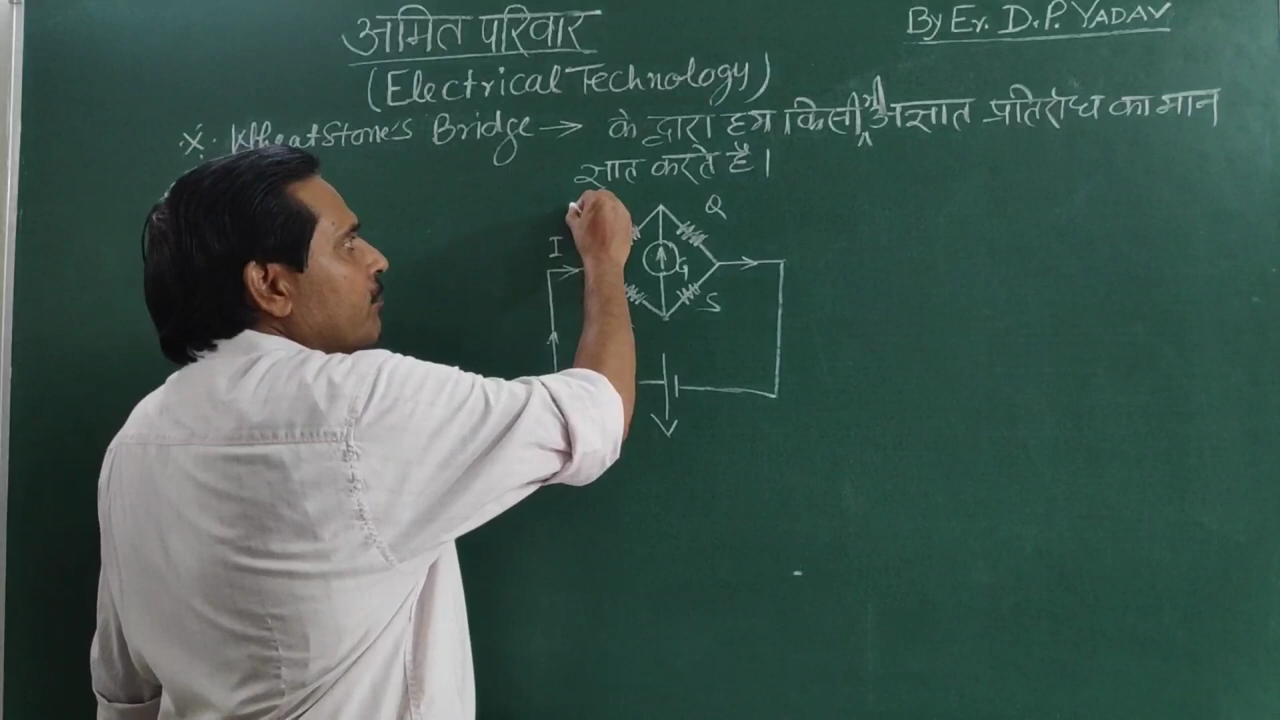 अमित परिवार
By Er. D.P. YADAV
(Electrical Technology)
※. Wheatstone's Bridge → के द्वारा हम किसी भी अज्ञात प्रतिरोध का मान
ज्ञात करते है।
Q
I
G
S